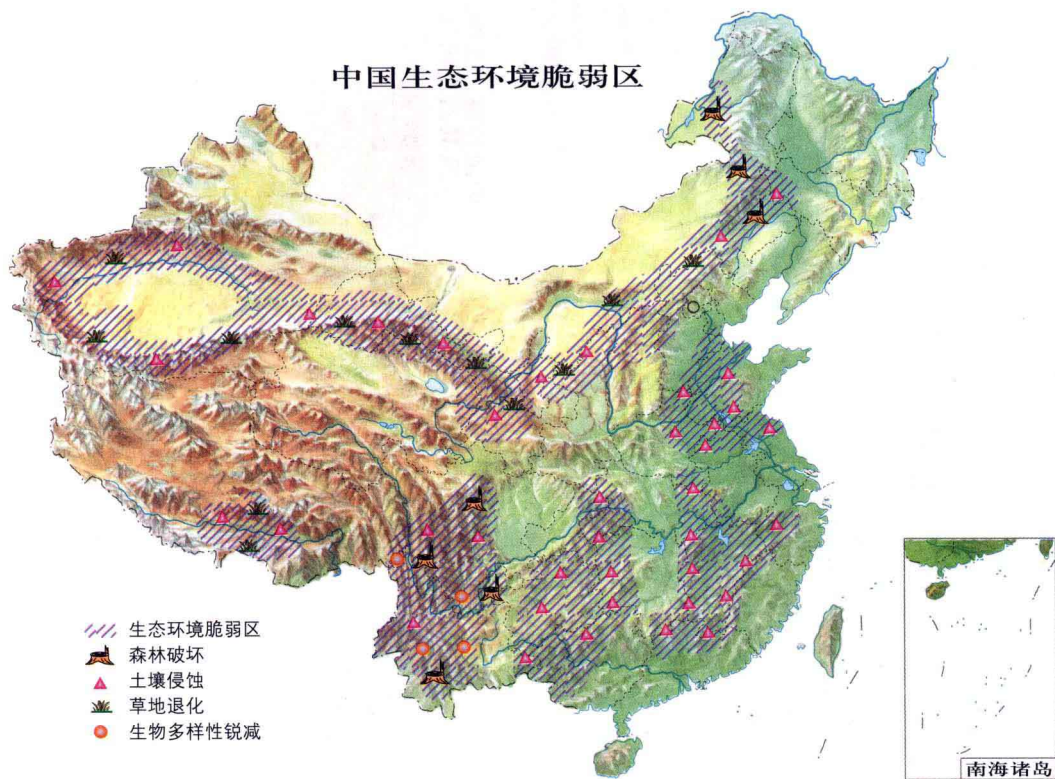 中国生态环境脆弱区
生态环境脆弱区
森林破坏
土壤侵蚀
草地退化
生物多样性锐减
南海诸岛